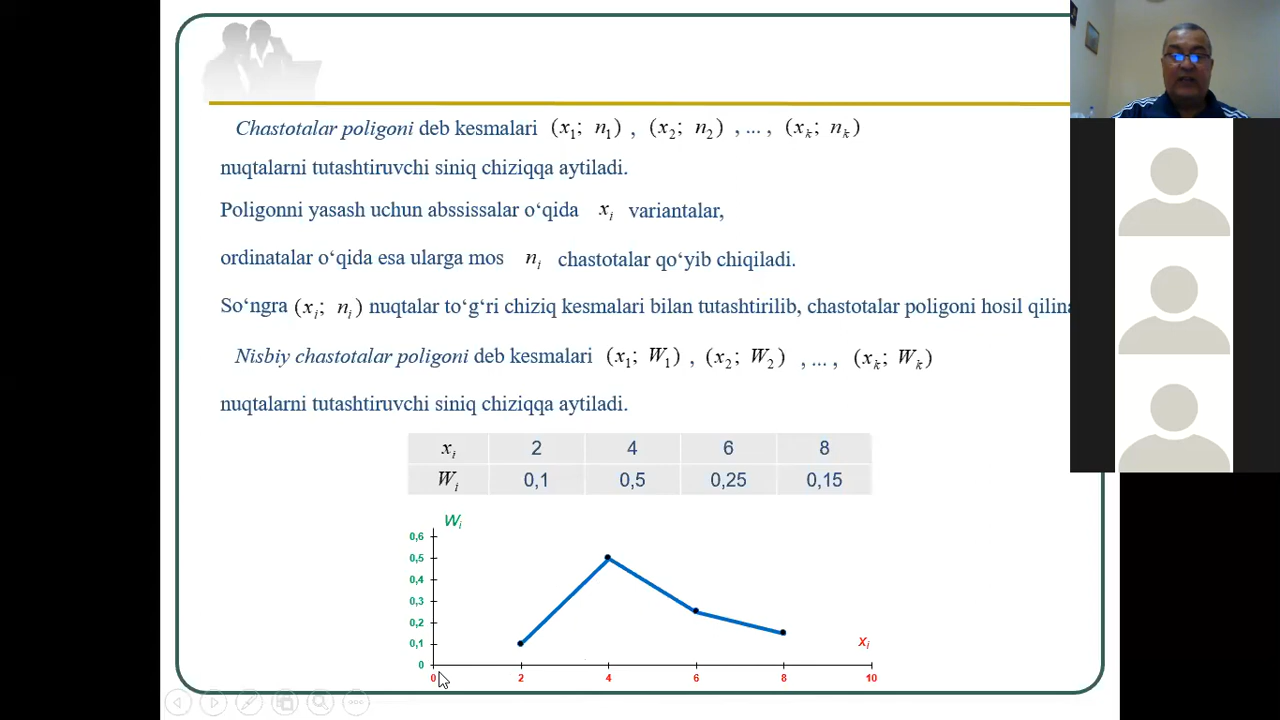 Chastotalar poligoni deb kesmalari (x₁; n₁) , (x₂; n₂) , ... , (xₖ; nₖ)
nuqtalarni tutashtiruvchi siniq chiziqqa aytiladi.
Poligonni yasash uchun abssissalar o‘qida xᵢ variantalar,
ordinatalar o‘qida esa ularga mos nᵢ chastotalar qo‘yib chiqiladi.
So‘ngra (xᵢ; nᵢ) nuqtalar to‘g‘ri chiziq kesmalari bilan tutashtirilib, chastotalar poligoni hosil qilina
Nisbiy chastotalar poligoni deb kesmalari (x₁; W₁) , (x₂; W₂) , ... , (xₖ; Wₖ)
nuqtalarni tutashtiruvchi siniq chiziqqa aytiladi.
xᵢ 2 4 6 8
Wᵢ 0,1 0,5 0,25 0,15
Wᵢ
0,6
0,5
0,4
0,3
0,2
0,1
0
xᵢ
0 2 4 6 8 10